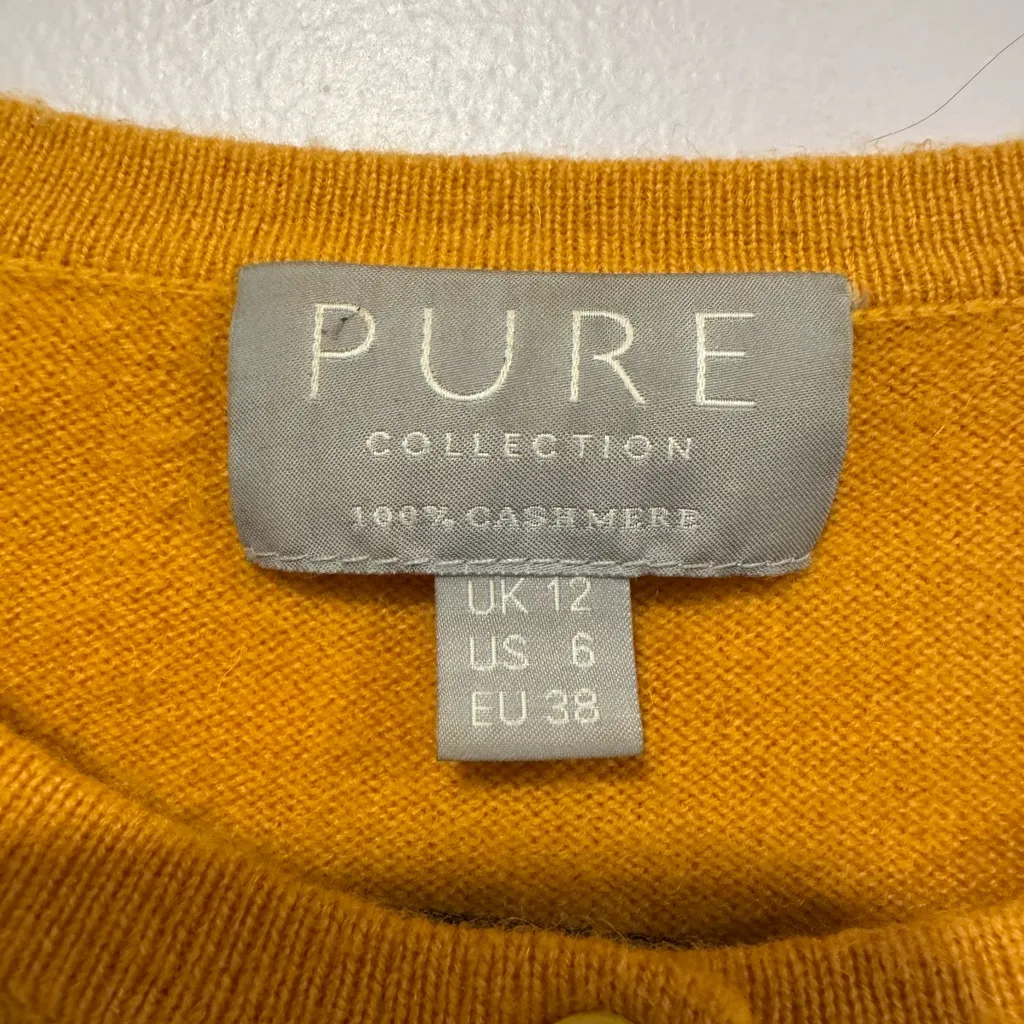 PURE
COLLECTION
100% CASHMERE
UK 12
US 6
EU 38